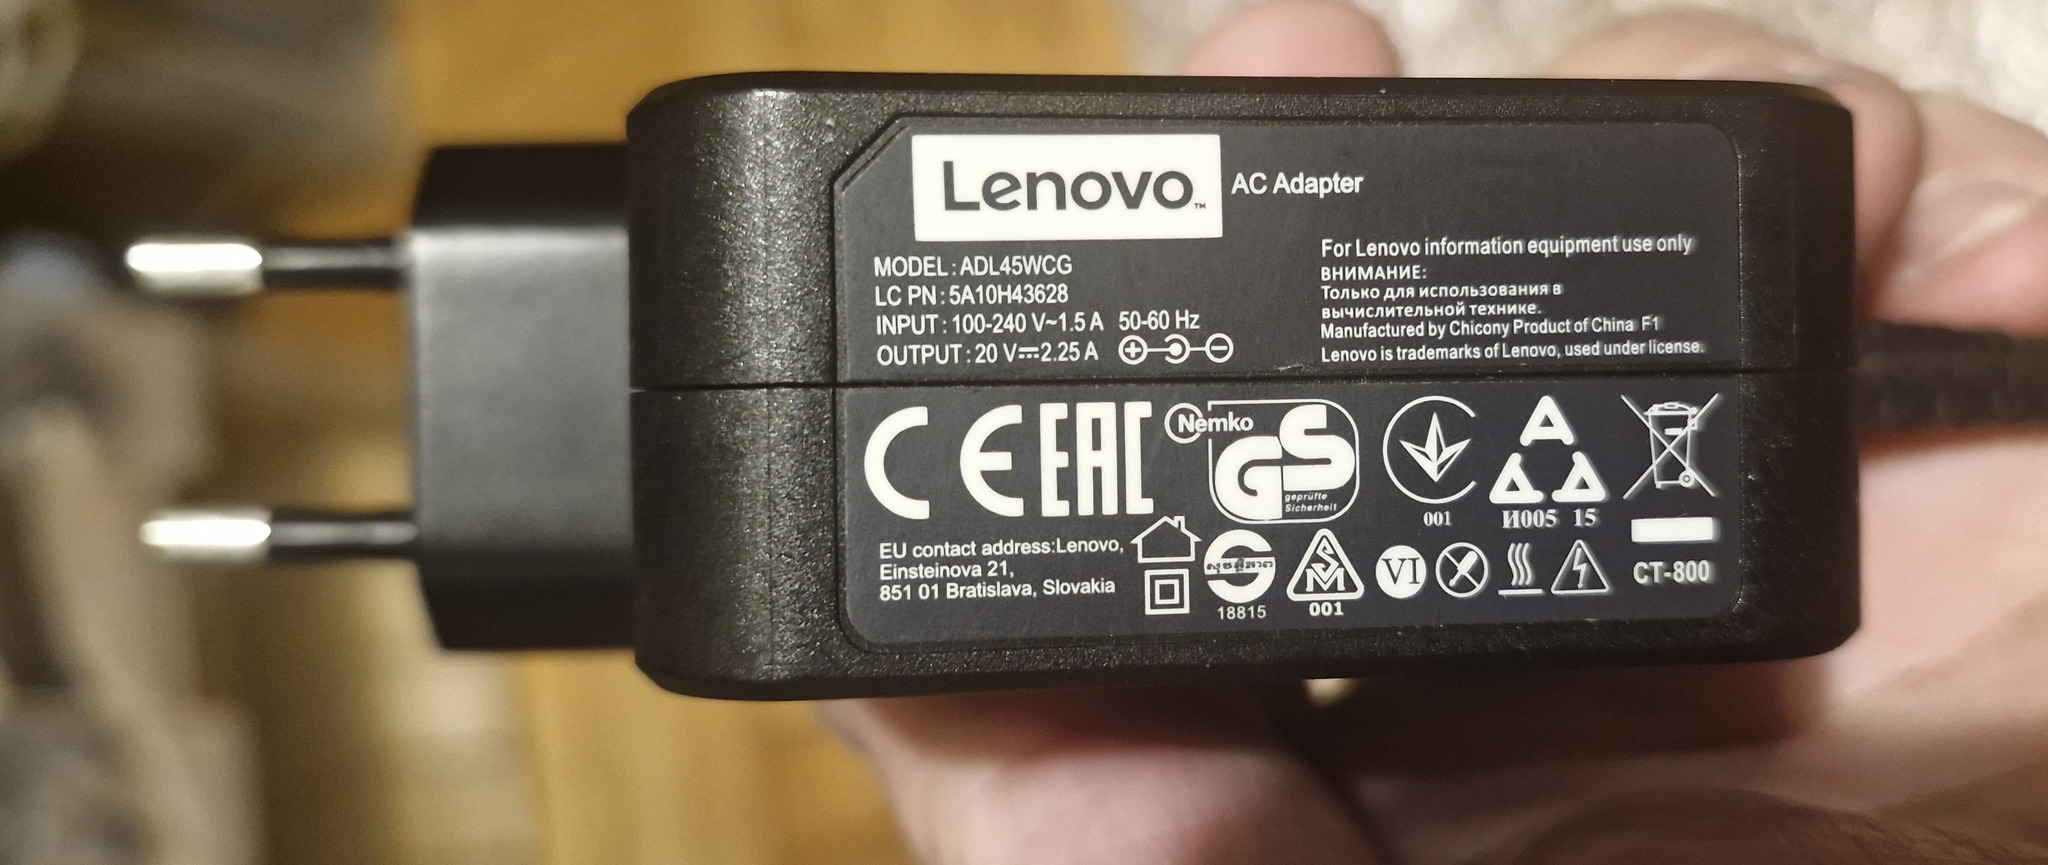 Lenovo™ AC Adapter
MODEL : ADL45WCG
LC PN : 5A10H43628
INPUT : 100-240 V~1.5 A 50-60 Hz
OUTPUT : 20 V⎓2.25 A
For Lenovo information equipment use only
ВНИМАНИЕ:
Только для использования в
вычислительной технике.
Manufactured by Chicony Product of China F1
Lenovo is trademarks of Lenovo, used under license.
CE EAC
Nemko
GS
geprüfte
Sicherheit
001
И005 15
EU contact address:Lenovo,
Einsteinova 21,
851 01 Bratislava, Slovakia
18815
SM
001
VI
CT-800